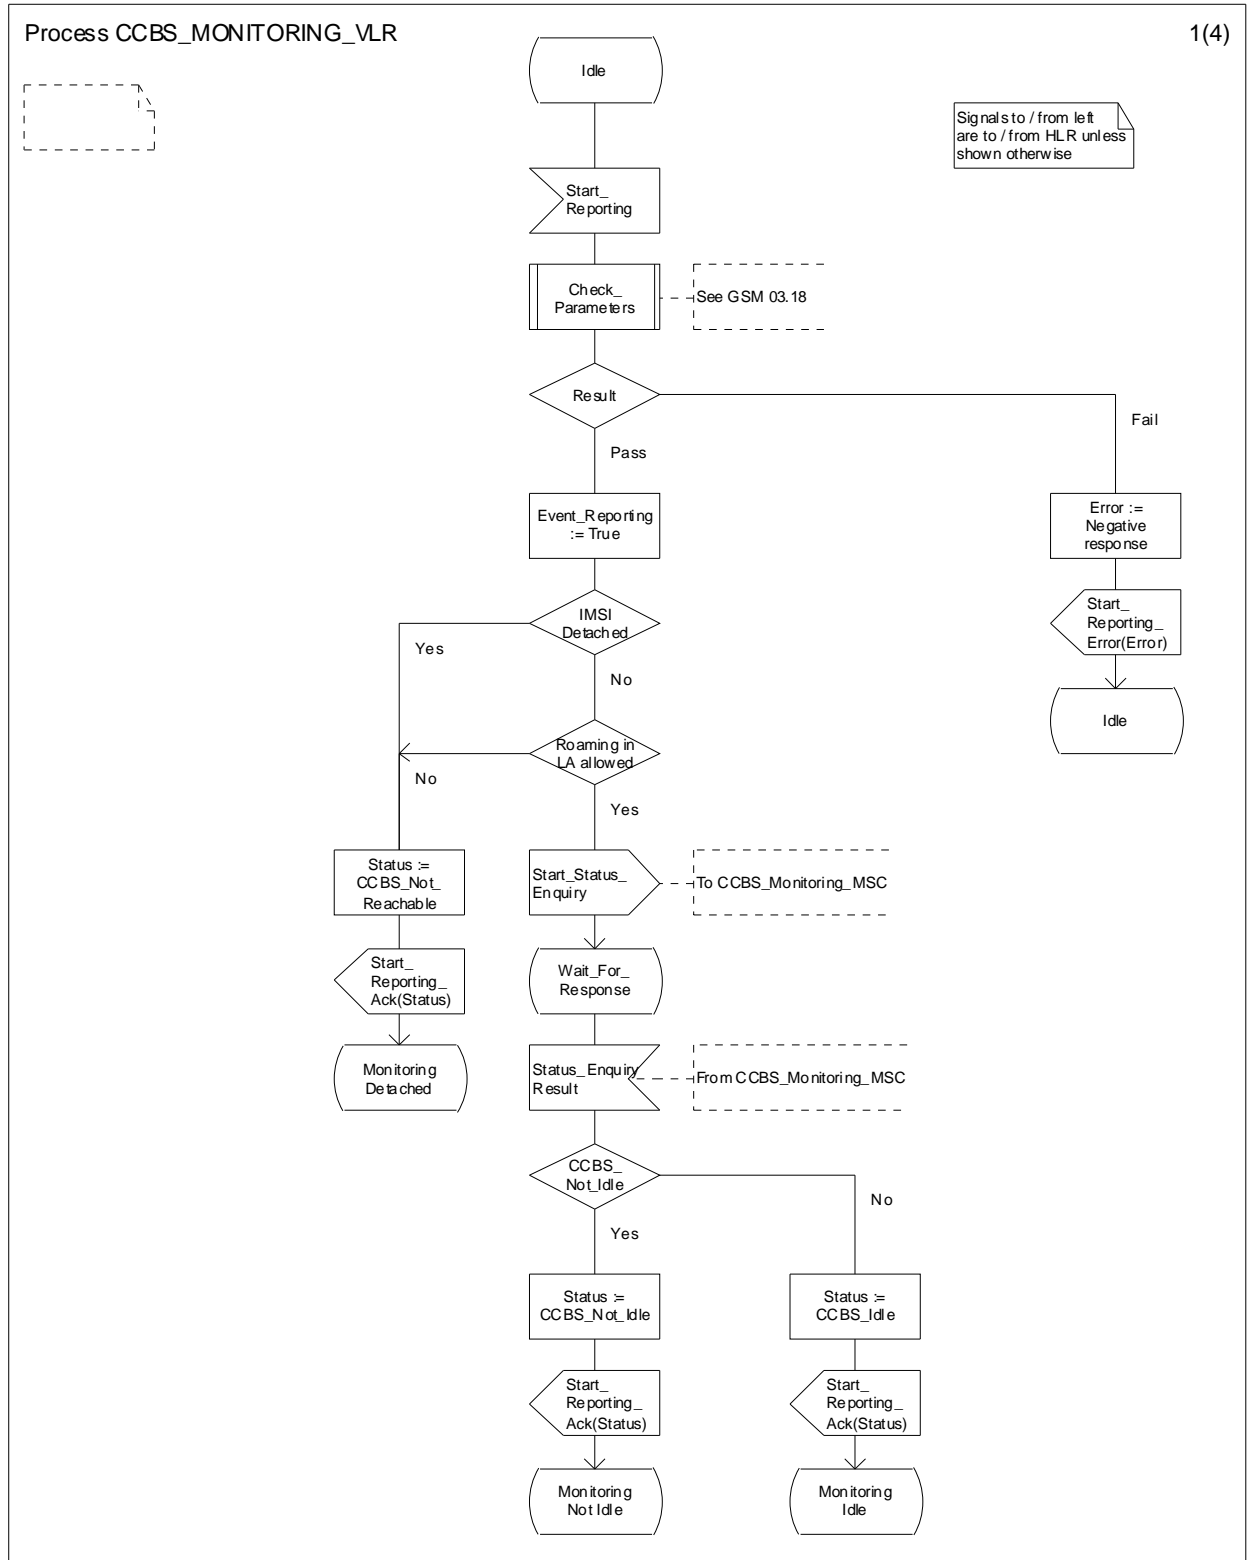 Process CCBS_MONITORING_VLR
1(4)
Idle
Signals to / from left
are to / from HLR unless
shown otherwise
Start_
Reporting
Check_
Parameters
See GSM 03.18
Result
Fail
Pass
Event_Reporting
:= True
Error :=
Negative
response
IMSI
Detached
Yes
No
Start_
Reporting_
Error(Error)
Idle
Roaming in
LA allowed
No
Yes
Status :=
CCBS_Not_
Reachable
Start_Status_
Enquiry
To CCBS_Monitoring_MSC
Start_
Reporting_
Ack(Status)
Wait_For_
Response
Monitoring
Detached
Status_Enquiry
Result
From CCBS_Monitoring_MSC
CCBS_
Not_Idle
No
Yes
Status :=
CCBS_Not_Idle
Status :=
CCBS_Idle
Start_
Reporting_
Ack(Status)
Start_
Reporting_
Ack(Status)
Monitoring
Not Idle
Monitoring
Idle